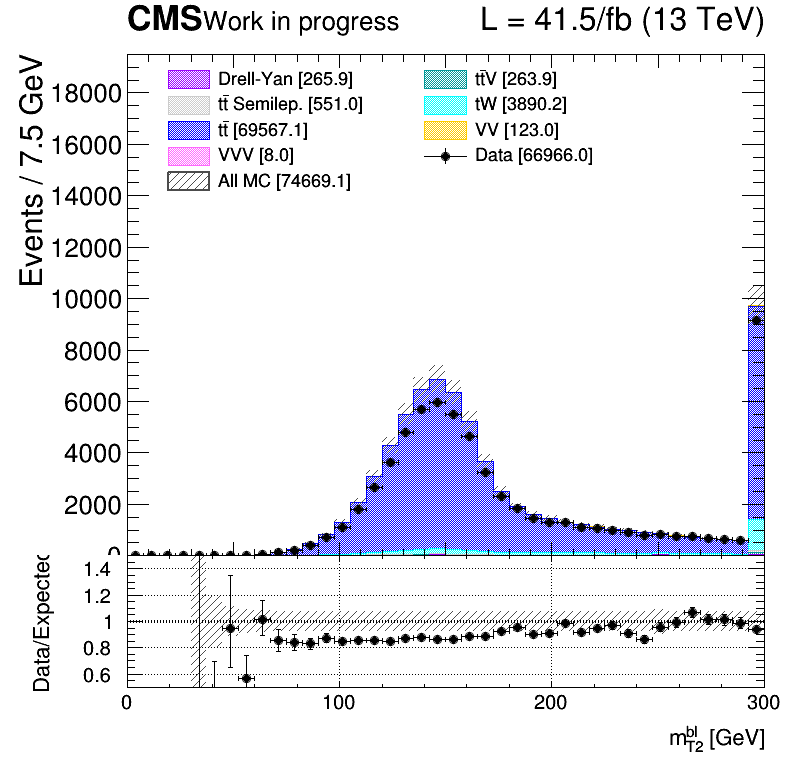 CMS Work in progress L = 41.5/fb (13 TeV)
Events / 7.5 GeV
Drell-Yan [265.9]
tt̄ Semilep. [551.0]
tt̄ [69567.1]
VVV [8.0]
All MC [74669.1]
tt̄V [263.9]
tW [3890.2]
VV [123.0]
Data [66966.0]
18000
16000
14000
12000
10000
8000
6000
4000
2000
0
Data/Expected
1.4
1.2
1
0.8
0.6
0 100 200 300
m_{T2}^{bl} [GeV]